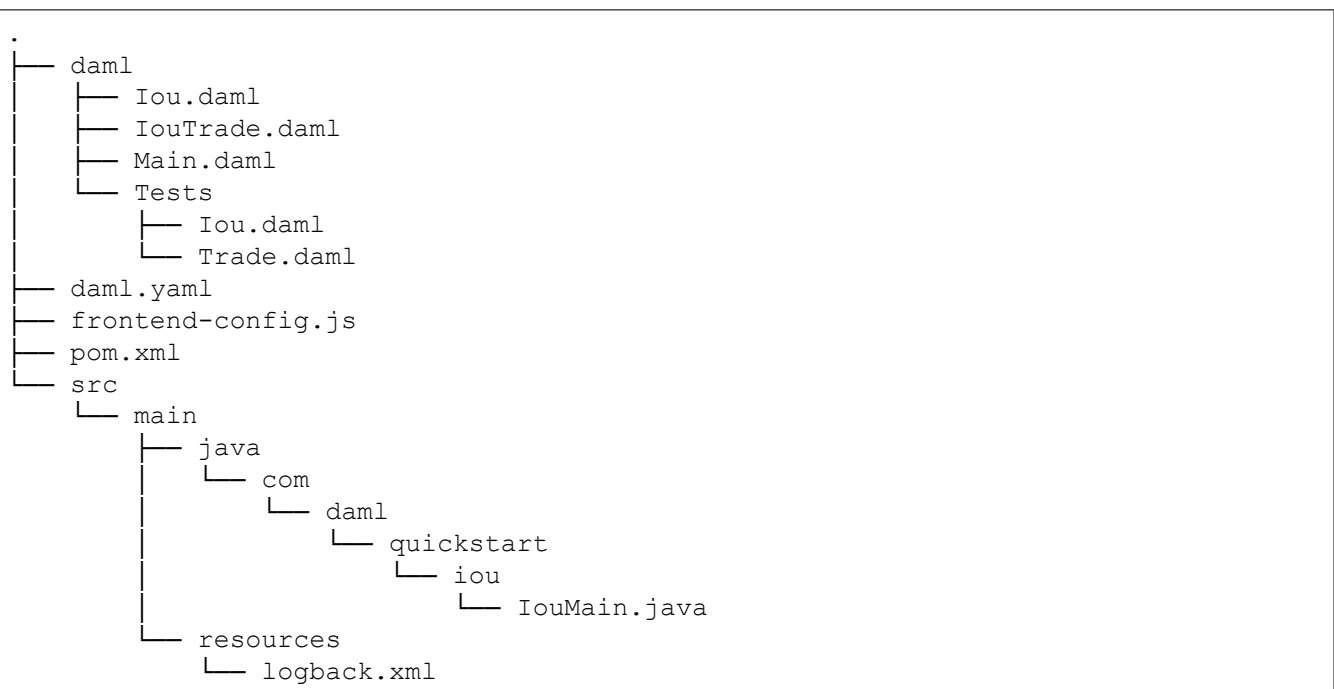 .
├── daml
│   ├── Iou.daml
│   ├── IouTrade.daml
│   ├── Main.daml
│   └── Tests
│       ├── Iou.daml
│       └── Trade.daml
├── daml.yaml
├── frontend-config.js
├── pom.xml
└── src
    └── main
        ├── java
        │   └── com
        │       └── daml
        │           └── quickstart
        │               └── iou
        │                   └── IouMain.java
        └── resources
            └── logback.xml